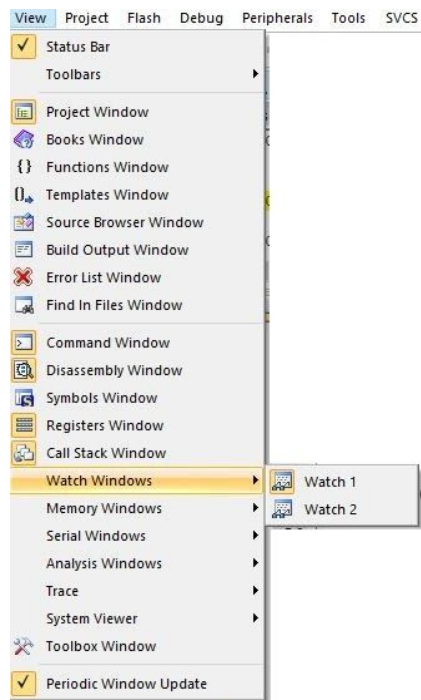 View Project Flash Debug Peripherals Tools SVCS
Status Bar
Toolbars
Project Window
Books Window
Functions Window
Templates Window
Source Browser Window
Build Output Window
Error List Window
Find In Files Window
Command Window
Disassembly Window
Symbols Window
Registers Window
Call Stack Window
Watch Windows
Watch 1
Watch 2
Memory Windows
Serial Windows
Analysis Windows
Trace
System Viewer
Toolbox Window
Periodic Window Update